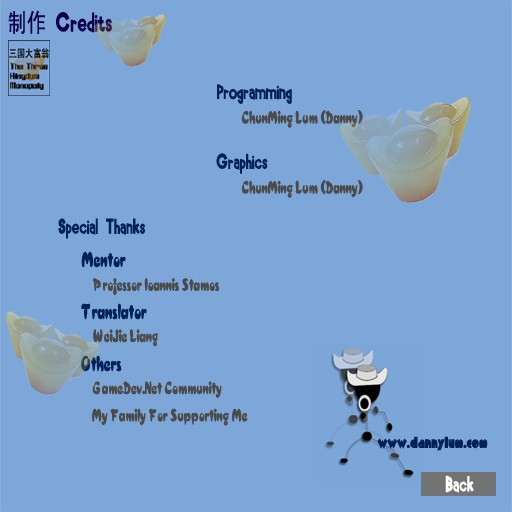 制作 Credits
三国大富翁
The Three
Kingdom
Monopoly
Programming
ChunMing Lum (Danny)
Graphics
ChunMing Lum (Danny)
Special Thanks
Mentor
Professor Ioannis Stamos
Translator
WeiJie Liang
Others
GameDev.Net Community
My Family For Supporting Me
www.dannylum.com
Back